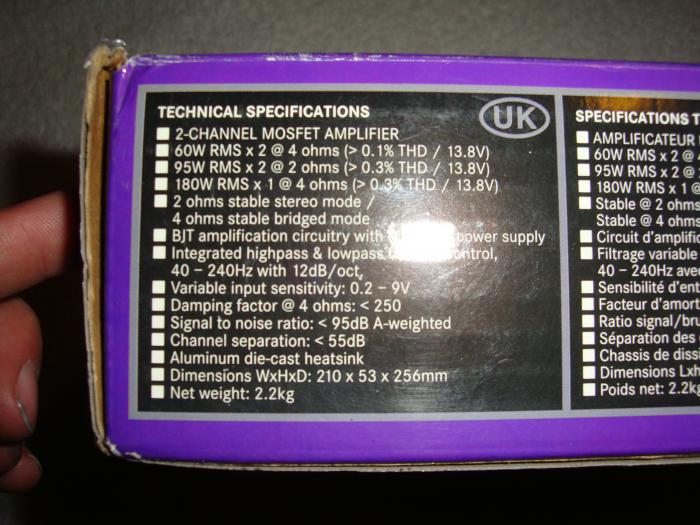 TECHNICAL SPECIFICATIONS
UK
2-CHANNEL MOSFET AMPLIFIER
60W RMS x 2 @ 4 ohms (> 0.1% THD / 13.8V)
95W RMS x 2 @ 2 ohms (> 0.3% THD / 13.8V)
180W RMS x 1 @ 4 ohms (> 0.3% THD / 13.8V)
2 ohms stable stereo mode /
4 ohms stable bridged mode
BJT amplification circuitry with power supply
Integrated highpass & lowpass
40 – 240Hz with 12dB/oct,
Variable input sensitivity: 0.2 – 9V
Damping factor @ 4 ohms: < 250
Signal to noise ratio: < 95dB A-weighted
Channel separation: < 55dB
Aluminum die-cast heatsink
Dimensions WxHxD: 210 x 53 x 256mm
Net weight: 2.2kg
SPECIFICATIONS T
AMPLIFICATEUR
60W RMS x 2 @
95W RMS x 2 @
180W RMS x 1 @
Stable @ 2 ohms
Stable @ 4 ohms
Circuit d'amplific
Filtrage variable
40 – 240Hz avec
Sensibilité d'ent
Facteur d'amort
Ratio signal/bru
Séparation des
Chassis de diss
Dimensions Lxh
Poids net: 2.2kg